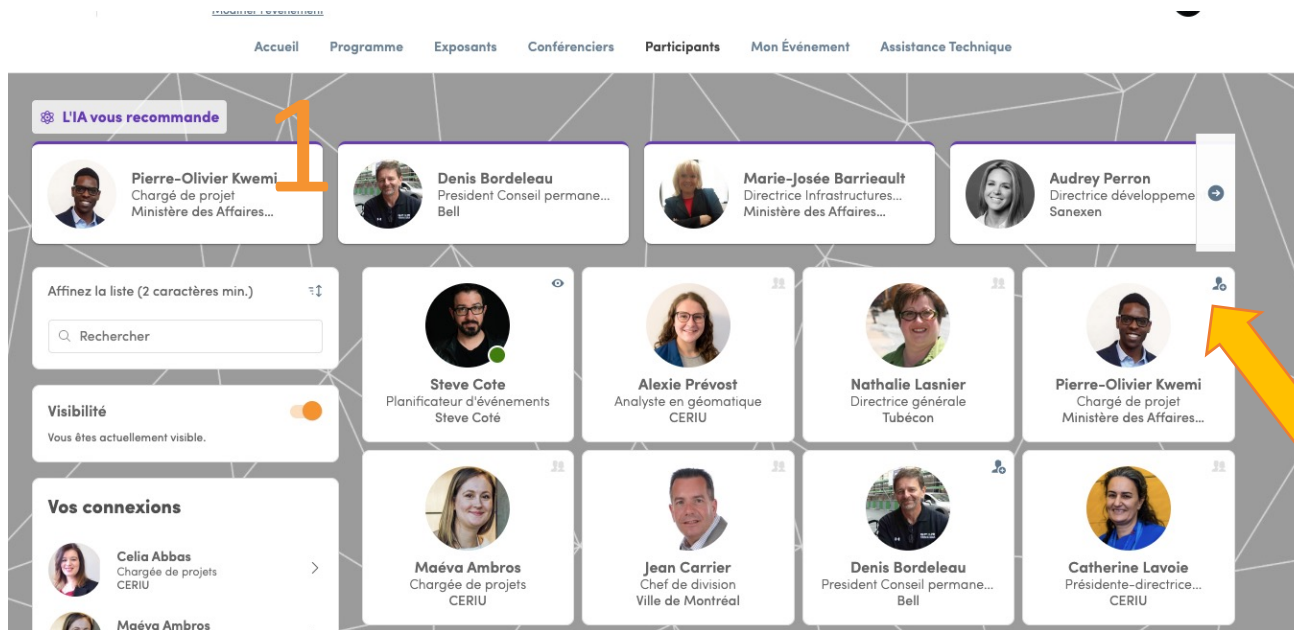 Modifier l'événement
Accueil Programme Exposants Conférenciers Participants Mon Événement Assistance Technique
L'IA vous recommande
1
Pierre-Olivier Kwemi
Chargé de projet
Ministère des Affaires...
Denis Bordeleau
President Conseil permane...
Bell
Marie-Josée Barrieault
Directrice Infrastructures...
Ministère des Affaires...
Audrey Perron
Directrice développeme
Sanexen
Affinez la liste (2 caractères min.)
Rechercher
Visibilité
Vous êtes actuellement visible.
Vos connexions
Celia Abbas
Chargée de projets
CERIU
Maéva Ambros
Steve Cote
Planificateur d'événements
Steve Coté
Alexie Prévost
Analyste en géomatique
CERIU
Nathalie Lasnier
Directrice générale
Tubécon
Pierre-Olivier Kwemi
Chargé de projet
Ministère des Affaires...
Maéva Ambros
Chargée de projets
CERIU
Jean Carrier
Chef de division
Ville de Montréal
Denis Bordeleau
President Conseil permane...
Bell
Catherine Lavoie
Présidente-directrice...
CERIU